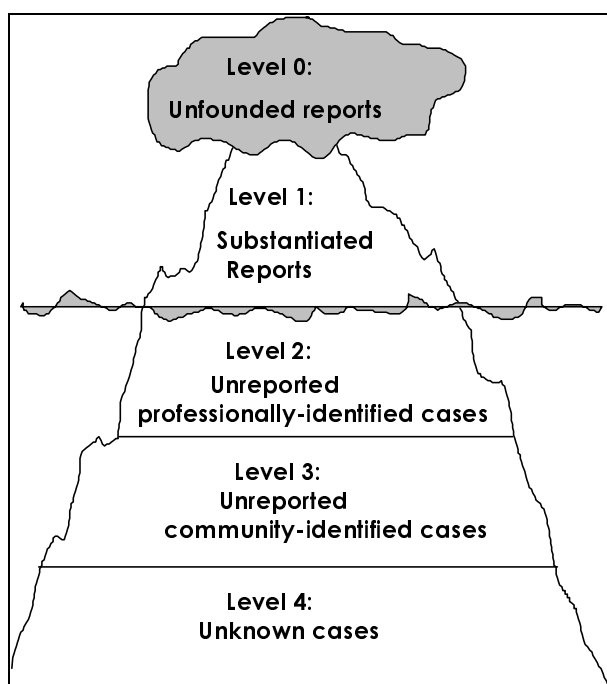 Level 0:
Unfounded reports
Level 1:
Substantiated
Reports
Level 2:
Unreported
professionally-identified cases
Level 3:
Unreported
community-identified cases
Level 4:
Unknown cases